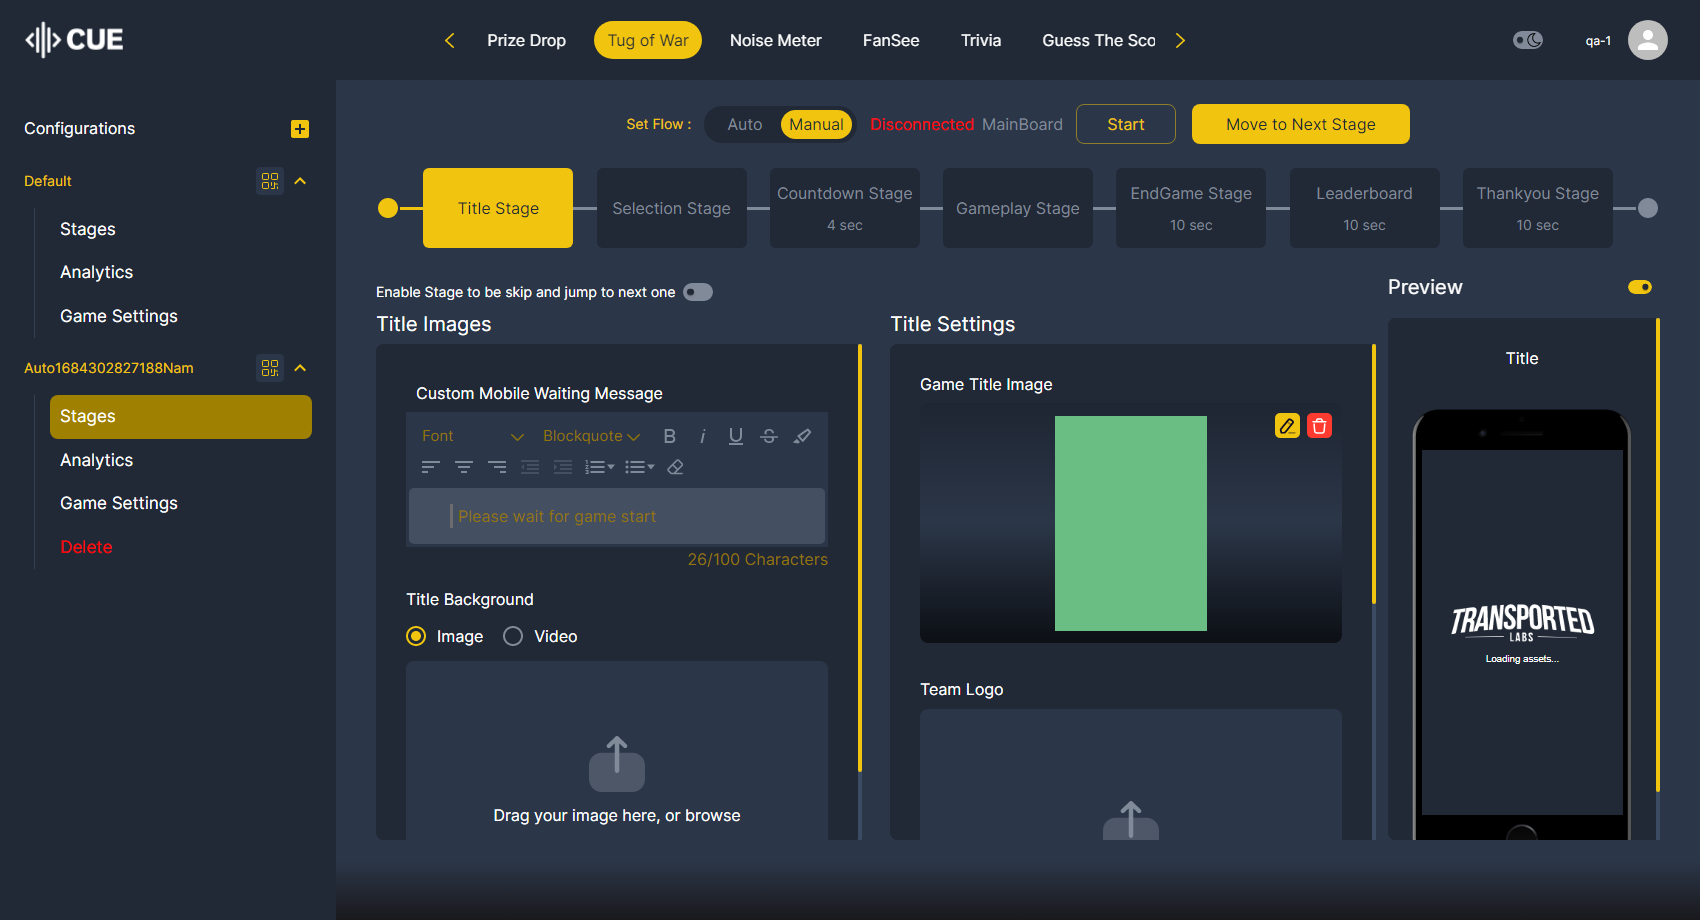 CUE
Prize Drop
Tug of War
Noise Meter
FanSee
Trivia
Guess The Sco
qa-1
Configurations
Default
Stages
Analytics
Game Settings
Auto1684302827188Nam
Stages
Analytics
Game Settings
Delete
Set Flow :
Auto
Manual
Disconnected MainBoard
Start
Move to Next Stage
Title Stage
Selection Stage
Countdown Stage
4 sec
Gameplay Stage
EndGame Stage
10 sec
Leaderboard
10 sec
Thankyou Stage
10 sec
Enable Stage to be skip and jump to next one
Title Images
Custom Mobile Waiting Message
Font
Blockquote
B
i
U
S
Please wait for game start
26/100 Characters
Title Background
Image
Video
Drag your image here, or browse
Title Settings
Game Title Image
Team Logo
Preview
Title
TRANSPORTED
LABS
Loading assets...